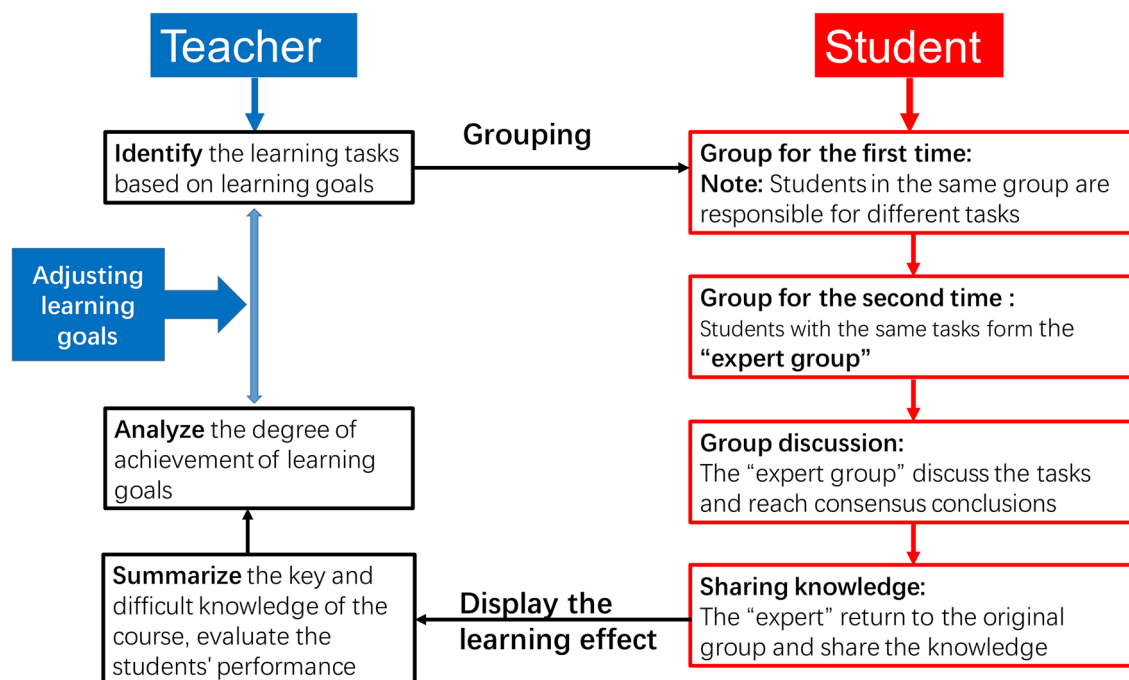 Teacher
Student
Identify the learning tasks
based on learning goals
Grouping
Group for the first time:
Note: Students in the same group are
responsible for different tasks
Adjusting
learning
goals
Group for the second time :
Students with the same tasks form the
“expert group”
Analyze the degree of
achievement of learning
goals
Group discussion:
The “expert group” discuss the tasks
and reach consensus conclusions
Summarize the key and
difficult knowledge of the
course, evaluate the
students' performance
Display the
learning effect
Sharing knowledge:
The “expert” return to the original
group and share the knowledge